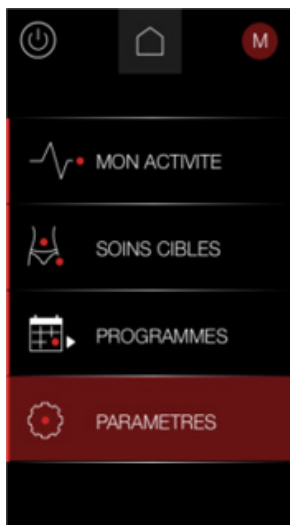 M
MON ACTIVITE
SOINS CIBLES
PROGRAMMES
PARAMETRES